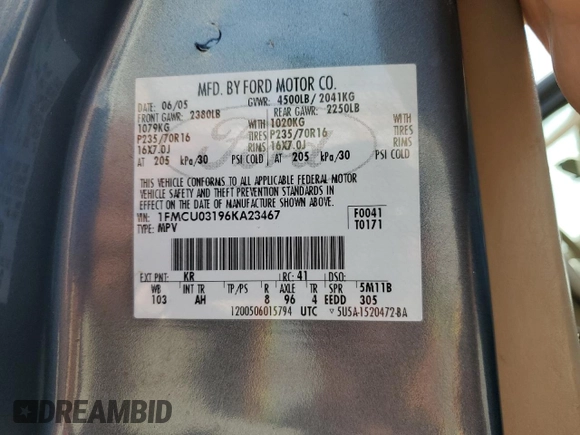 MFD. BY FORD MOTOR CO.
DATE: 06/05 GVWR: 4500LB/ 2041KG
FRONT GAWR: 2380LB REAR GAWR: 2250LB
1079KG WITH 1020KG WITH
P235/70R16 TIRES P235/70R16 TIRES
16X7.0J RIMS 16X7.0J RIMS
AT 205 kPa/30 PSI COLD AT 205 kPa/30 PSI COLD
THIS VEHICLE CONFORMS TO ALL APPLICABLE FEDERAL MOTOR
VEHICLE SAFETY AND THEFT PREVENTION STANDARDS IN
EFFECT ON THE DATE OF MANUFACTURE SHOWN ABOVE.
VIN: 1FMCU03196KA23467 F0041
TYPE: MPV T0171
EXT PNT: KR RC: 41 DSO:
WB INT TR TP/PS R AXLE TR SPR 5M11B
103 AH 8 96 4 EEDD 305
1200506015794 UTC ▽ 5U5A-1520472-BA
Ford
DREAMBID